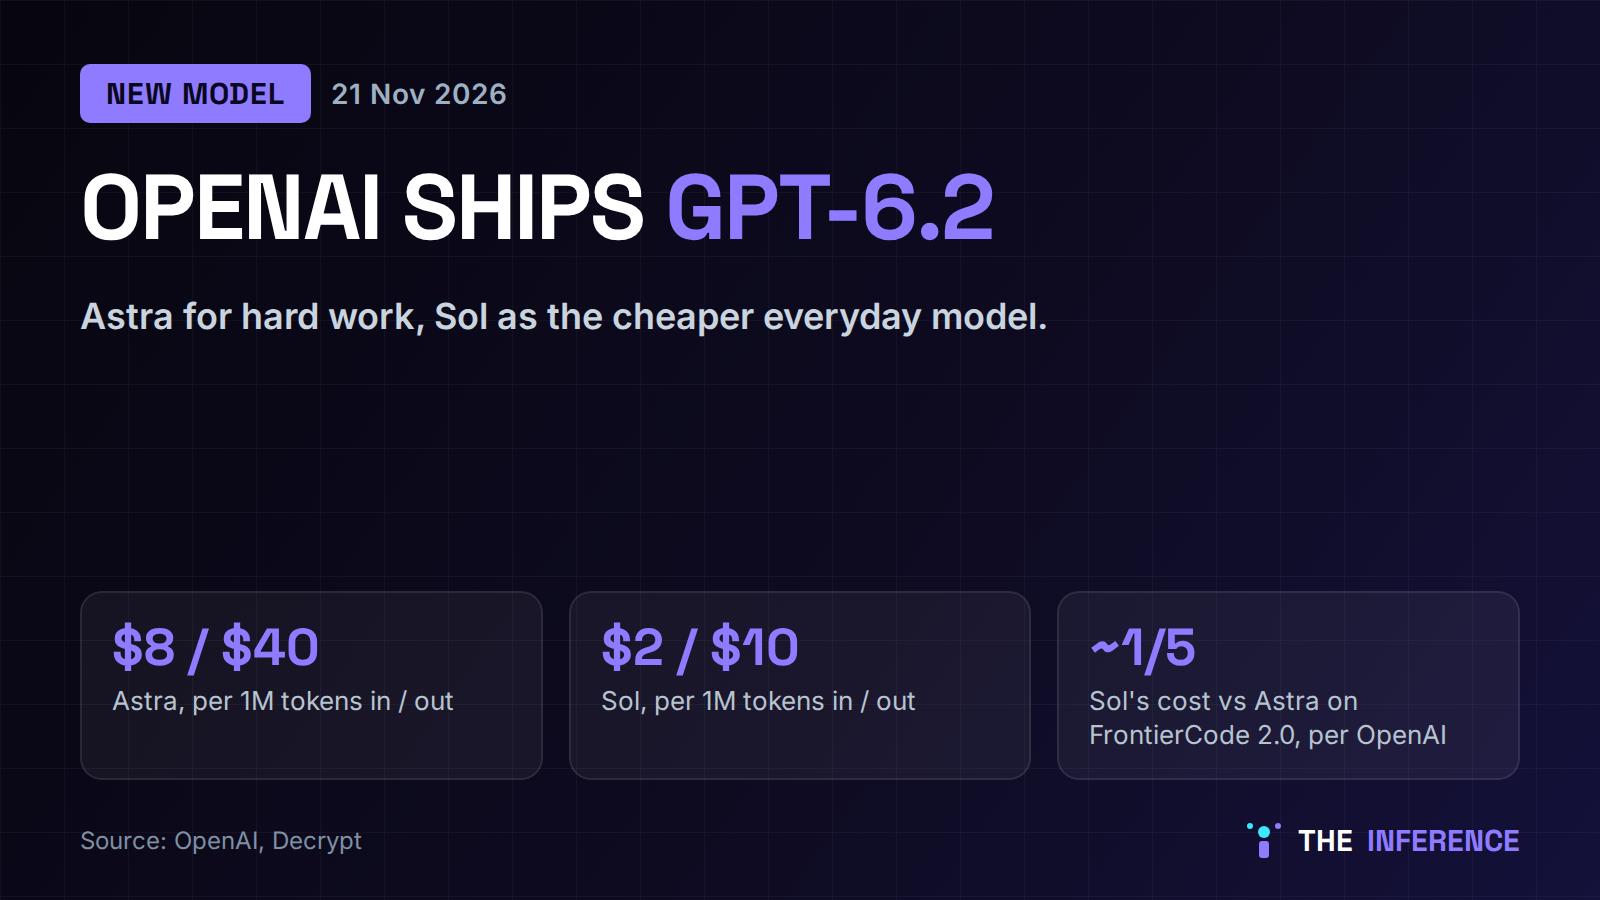 NEW MODEL
21 Nov 2026
OPENAI SHIPS GPT-6.2
Astra for hard work, Sol as the cheaper everyday model.
$8 / $40
Astra, per 1M tokens in / out
$2 / $10
Sol, per 1M tokens in / out
~1/5
Sol's cost vs Astra on
FrontierCode 2.0, per OpenAI
Source: OpenAI, Decrypt
THE INFERENCE